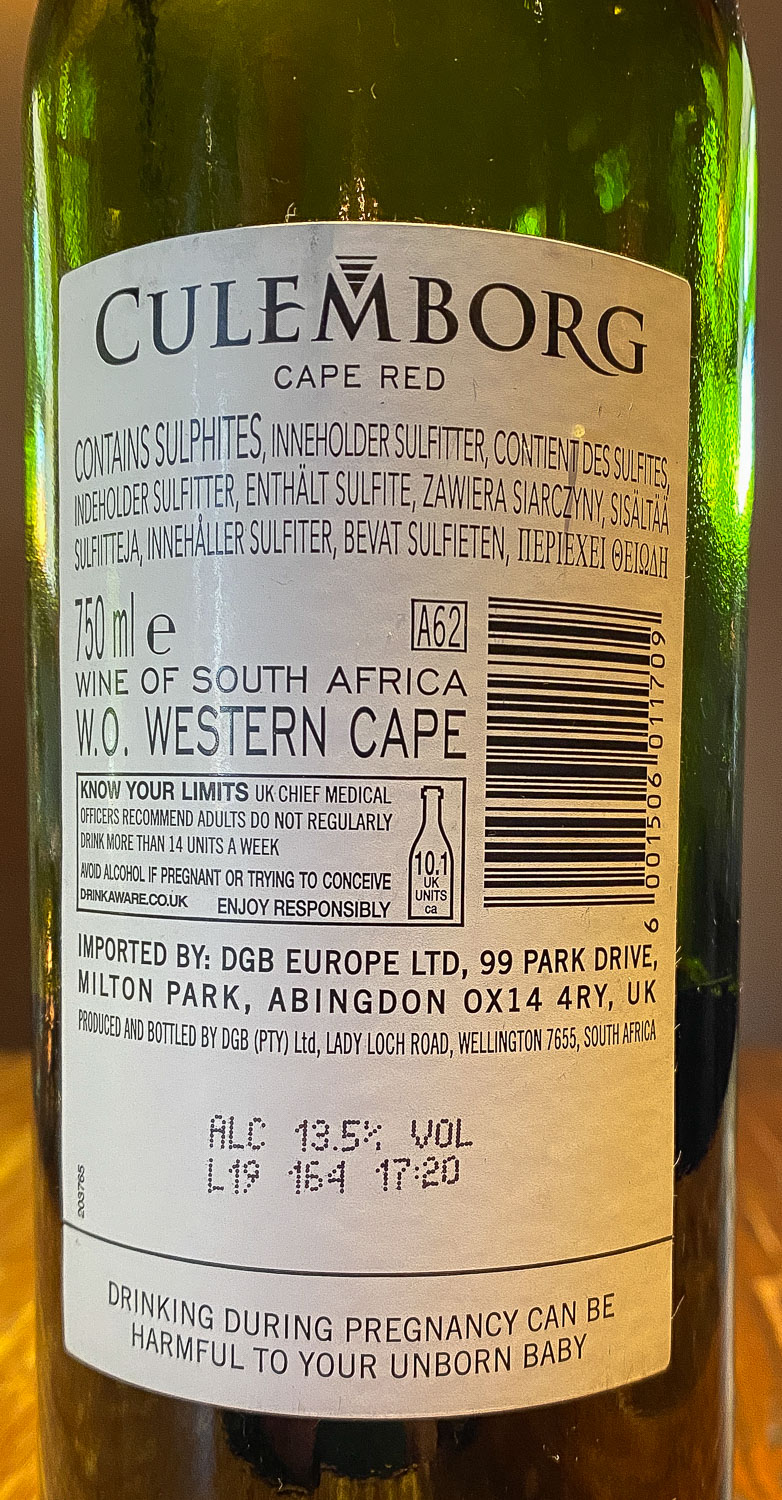 CULEMBORG
CAPE RED
CONTAINS SULPHITES, INNEHOLDER SULFITTER, CONTIENT DES SULFITES,
INDEHOLDER SULFITTER, ENTHÄLT SULFITE, ZAWIERA SIARCZYNY, SISÄLTÄÄ
SULFIITTEJA, INNEHÅLLER SULFITER, BEVAT SULFIETEN, ΠΕΡΙΕΧΕΙ ΘΕΙΩΔΗ
750 ml e
A62
WINE OF SOUTH AFRICA
W.O. WESTERN CAPE
KNOW YOUR LIMITS UK CHIEF MEDICAL
OFFICERS RECOMMEND ADULTS DO NOT REGULARLY
DRINK MORE THAN 14 UNITS A WEEK
AVOID ALCOHOL IF PREGNANT OR TRYING TO CONCEIVE
DRINKAWARE.CO.UK ENJOY RESPONSIBLY
10.1
UK
UNITS
ca
6 001506 011709
IMPORTED BY: DGB EUROPE LTD, 99 PARK DRIVE,
MILTON PARK, ABINGDON OX14 4RY, UK
PRODUCED AND BOTTLED BY DGB (PTY) Ltd, LADY LOCH ROAD, WELLINGTON 7655, SOUTH AFRICA
ALC 13.5% VOL
L19 164 17:20
203765
DRINKING DURING PREGNANCY CAN BE
HARMFUL TO YOUR UNBORN BABY